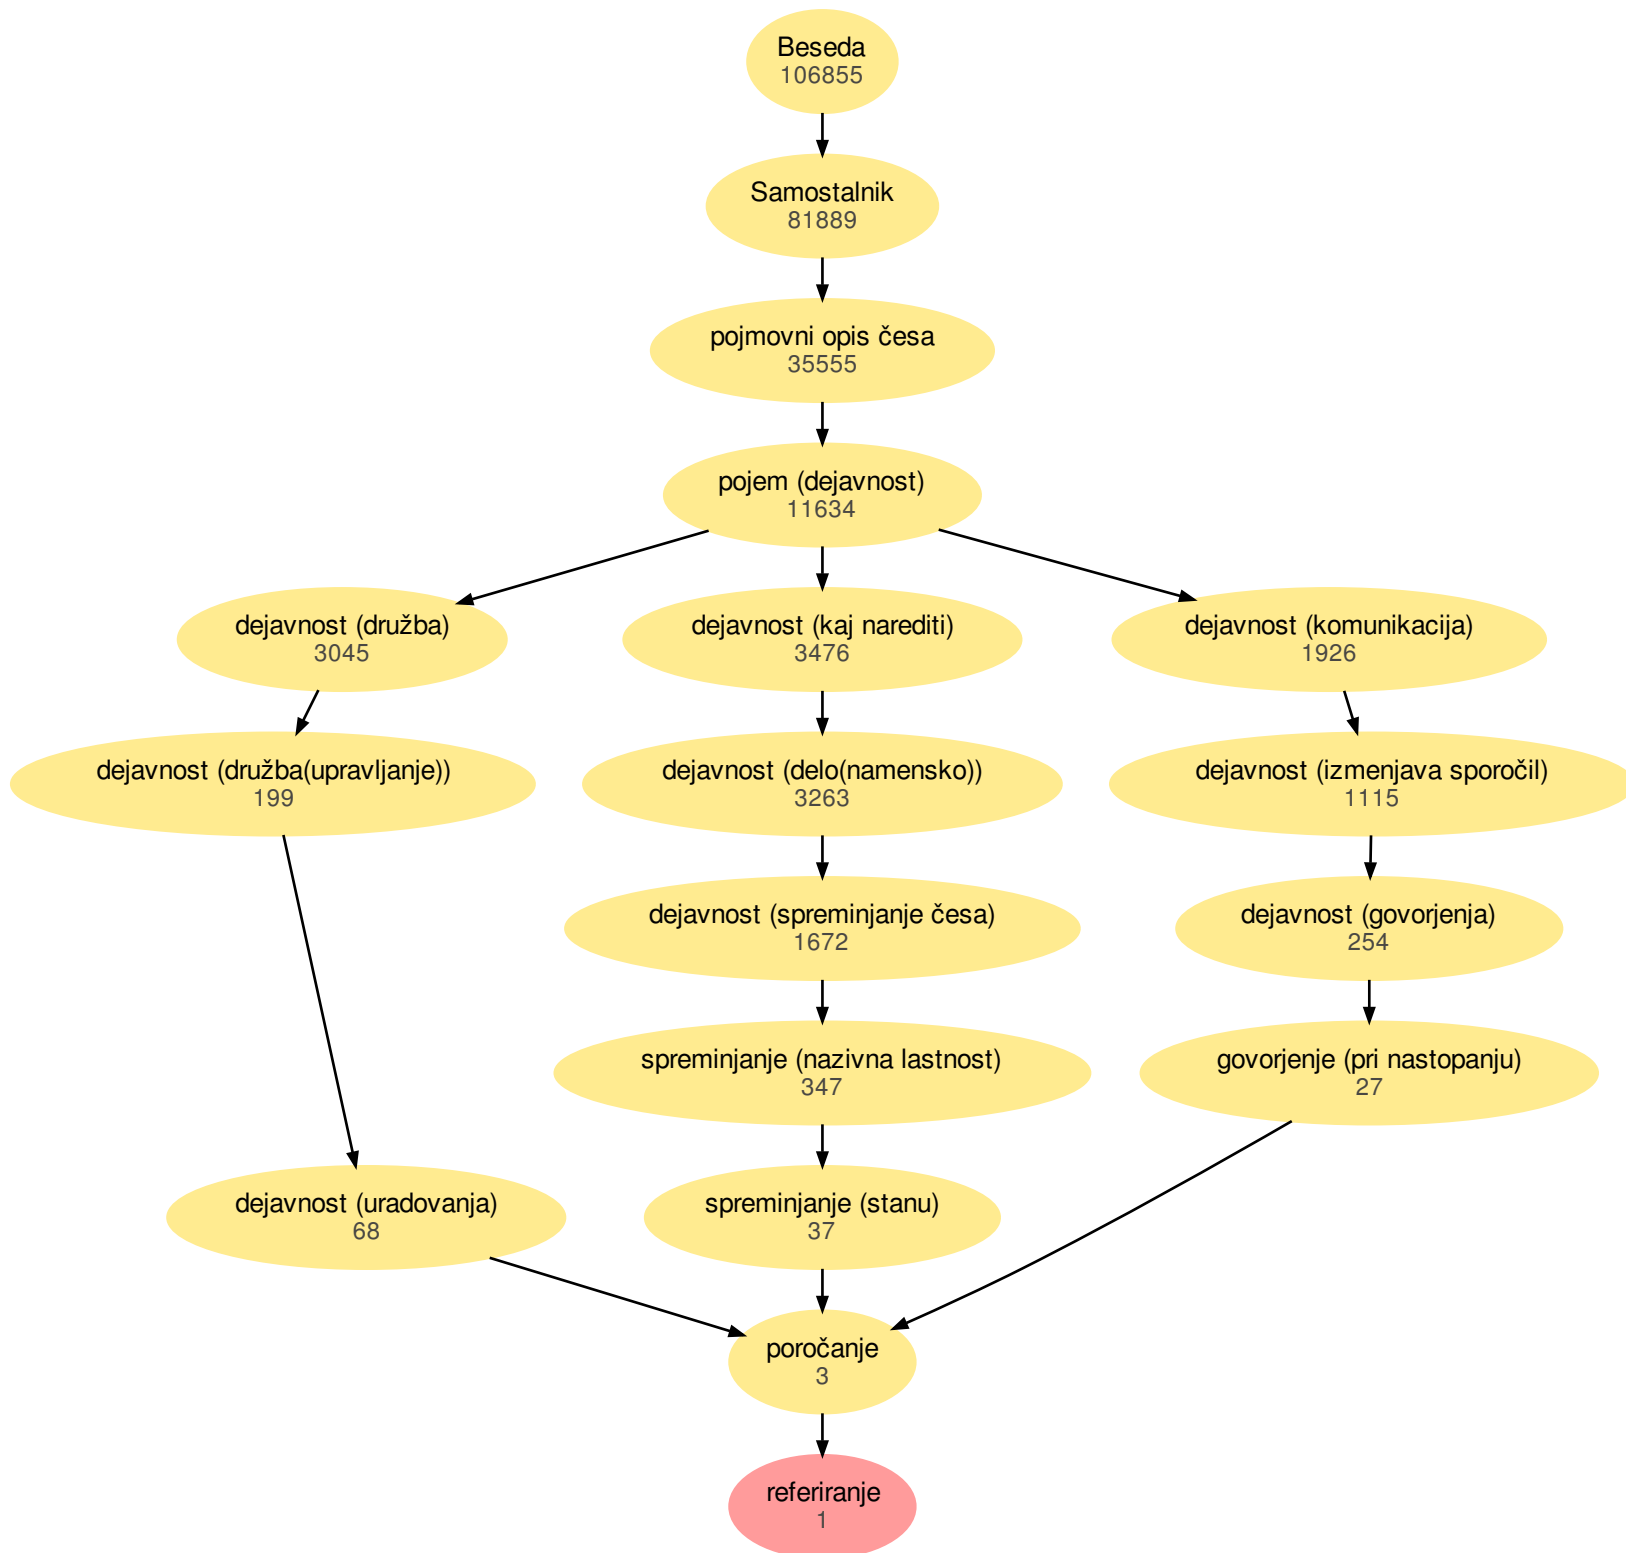 Beseda
106855
Samostalnik
81889
pojmovni opis česa
35555
pojem (dejavnost)
11634
dejavnost (družba)
3045
dejavnost (kaj narediti)
3476
dejavnost (komunikacija)
1926
dejavnost (družba(upravljanje))
199
dejavnost (delo(namensko))
3263
dejavnost (izmenjava sporočil)
1115
dejavnost (spreminjanje česa)
1672
dejavnost (govorjenja)
254
spreminjanje (nazivna lastnost)
347
govorjenje (pri nastopanju)
27
dejavnost (uradovanja)
68
spreminjanje (stanu)
37
poročanje
3
referiranje
1